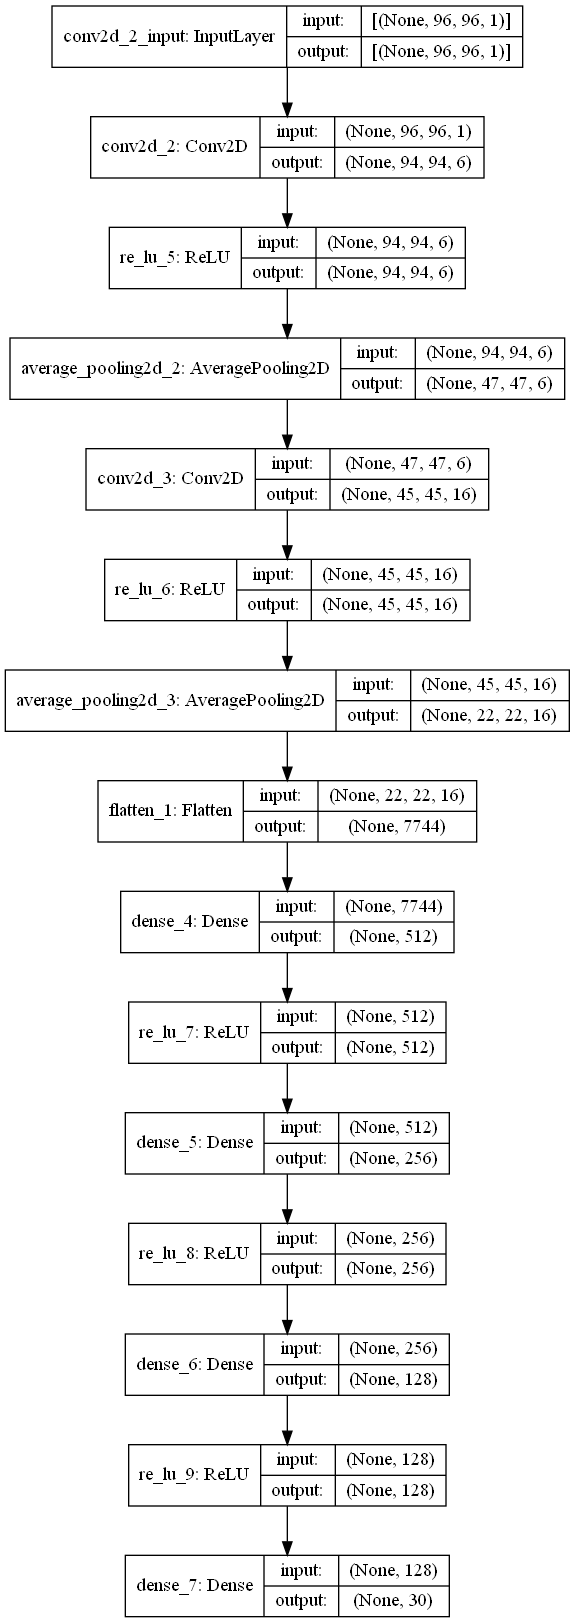 conv2d_2_input: InputLayer
input: [(None, 96, 96, 1)]
output: [(None, 96, 96, 1)]
conv2d_2: Conv2D
input: (None, 96, 96, 1)
output: (None, 94, 94, 6)
re_lu_5: ReLU
input: (None, 94, 94, 6)
output: (None, 94, 94, 6)
average_pooling2d_2: AveragePooling2D
input: (None, 94, 94, 6)
output: (None, 47, 47, 6)
conv2d_3: Conv2D
input: (None, 47, 47, 6)
output: (None, 45, 45, 16)
re_lu_6: ReLU
input: (None, 45, 45, 16)
output: (None, 45, 45, 16)
average_pooling2d_3: AveragePooling2D
input: (None, 45, 45, 16)
output: (None, 22, 22, 16)
flatten_1: Flatten
input: (None, 22, 22, 16)
output: (None, 7744)
dense_4: Dense
input: (None, 7744)
output: (None, 512)
re_lu_7: ReLU
input: (None, 512)
output: (None, 512)
dense_5: Dense
input: (None, 512)
output: (None, 256)
re_lu_8: ReLU
input: (None, 256)
output: (None, 256)
dense_6: Dense
input: (None, 256)
output: (None, 128)
re_lu_9: ReLU
input: (None, 128)
output: (None, 128)
dense_7: Dense
input: (None, 128)
output: (None, 30)